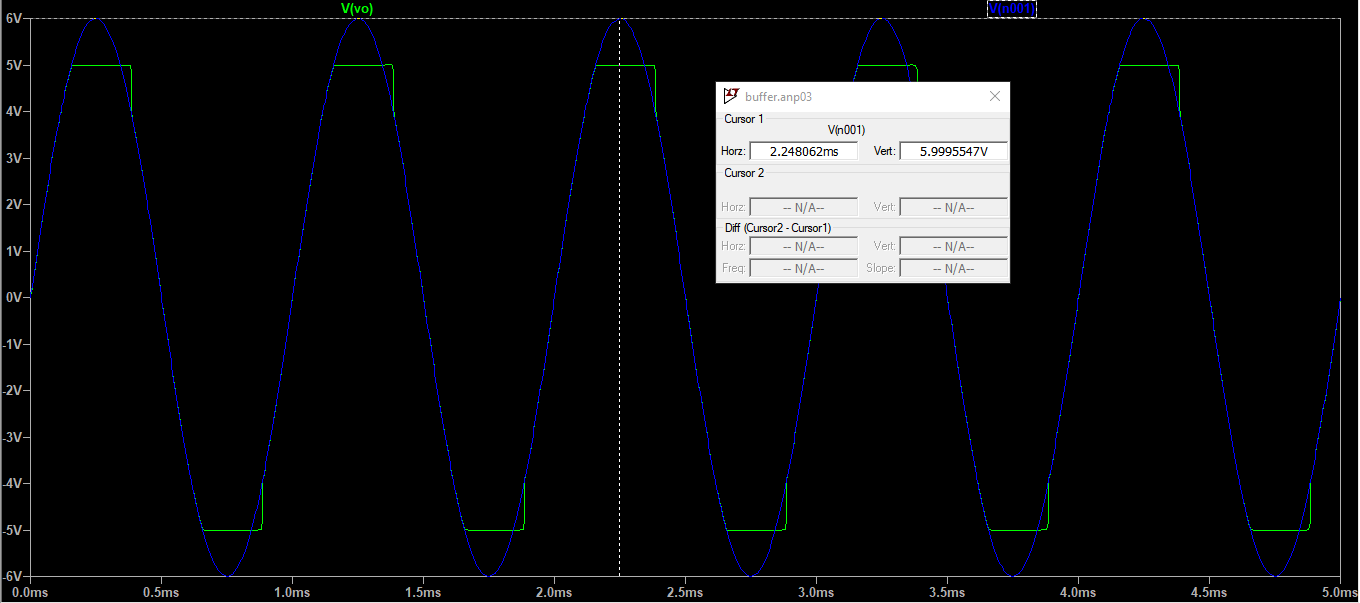 V(vo) V(n001)
6V
5V
4V
3V
2V
1V
0V
-1V
-2V
-3V
-4V
-5V
-6V
0.0ms 0.5ms 1.0ms 1.5ms 2.0ms 2.5ms 3.0ms 3.5ms 4.0ms 4.5ms 5.0ms
buffer.anp03
Cursor 1
V(n001)
Horz: 2.248062ms Vert: 5.9995547V
Cursor 2
Horz: -- N/A-- Vert: -- N/A--
Diff (Cursor2 - Cursor1)
Horz: -- N/A-- Vert: -- N/A--
Freq: -- N/A-- Slope: -- N/A--